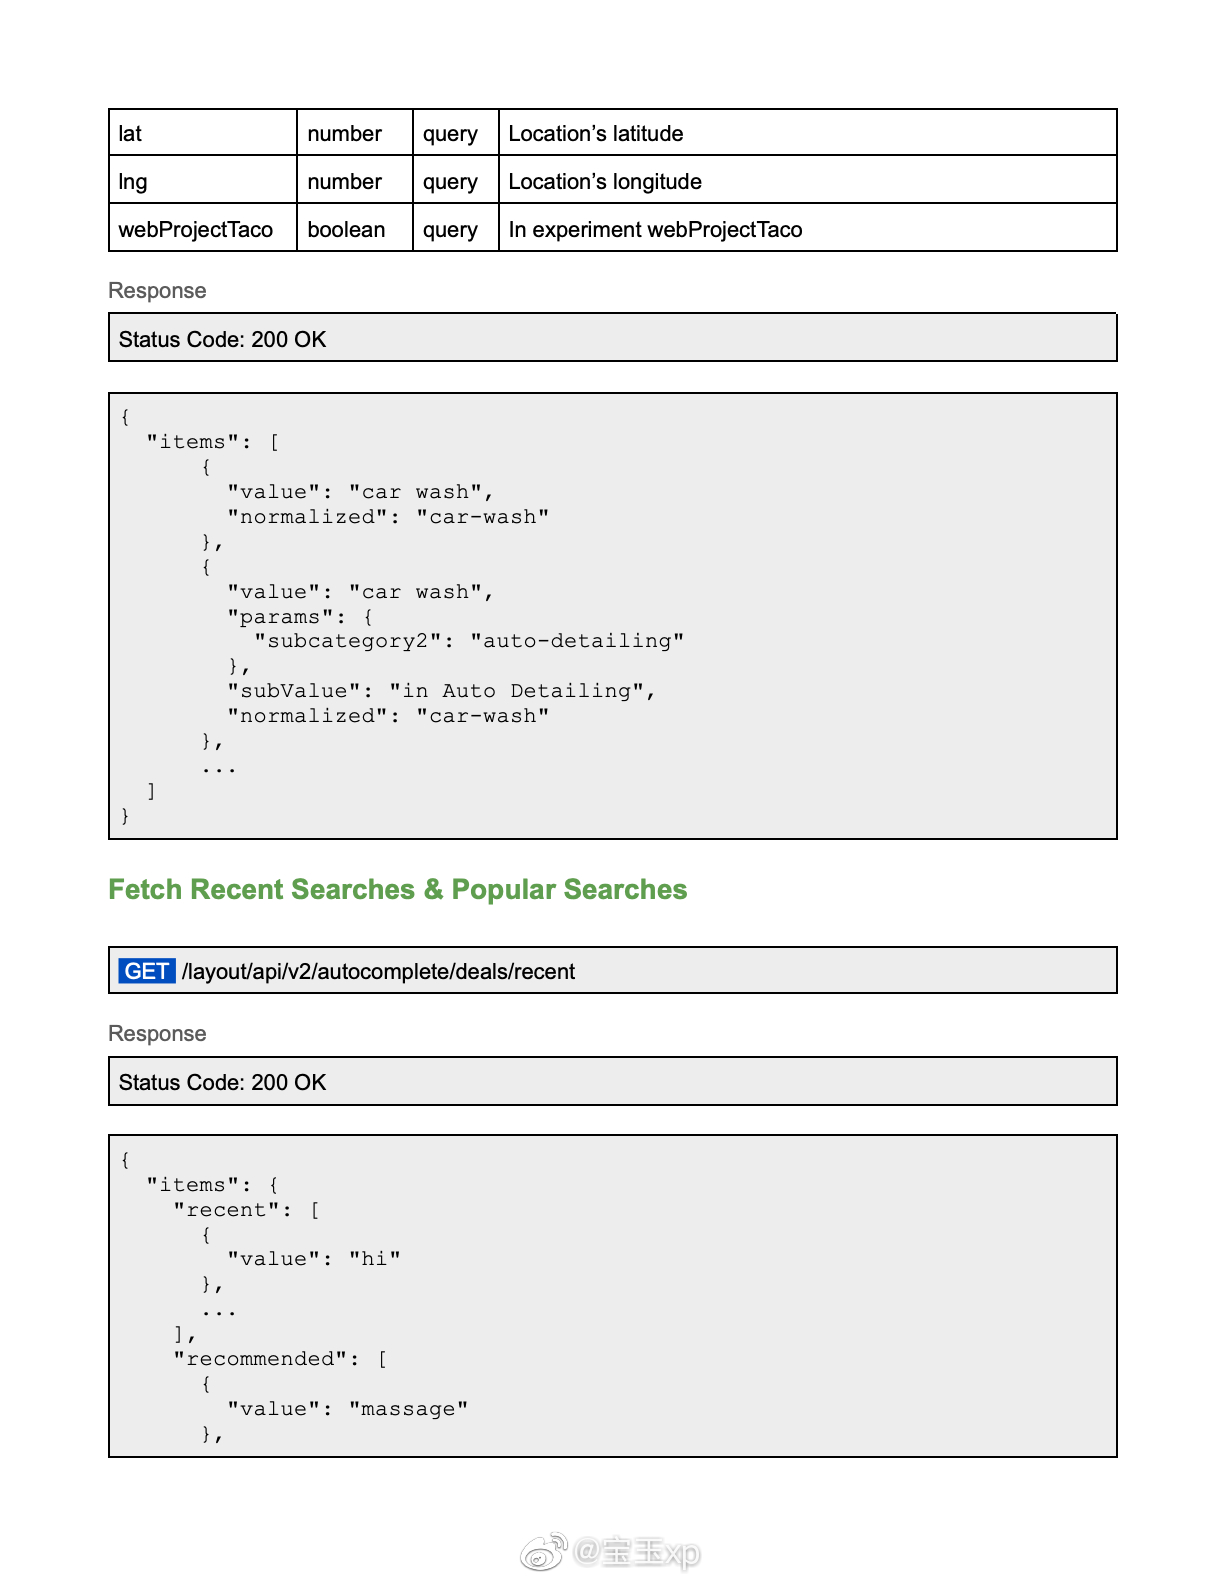 lat number query Location’s latitude
lng number query Location’s longitude
webProjectTaco boolean query In experiment webProjectTaco
Response
Status Code: 200 OK
{
  "items": [
      {
        "value": "car wash",
        "normalized": "car-wash"
      },
      {
        "value": "car wash",
        "params": {
          "subcategory2": "auto-detailing"
        },
        "subValue": "in Auto Detailing",
        "normalized": "car-wash"
      },
      ...
  ]
}
Fetch Recent Searches & Popular Searches
GET /layout/api/v2/autocomplete/deals/recent
Response
Status Code: 200 OK
{
  "items": {
    "recent": [
      {
        "value": "hi"
      },
      ...
    ],
    "recommended": [
      {
        "value": "massage"
      },
@宝玉xp